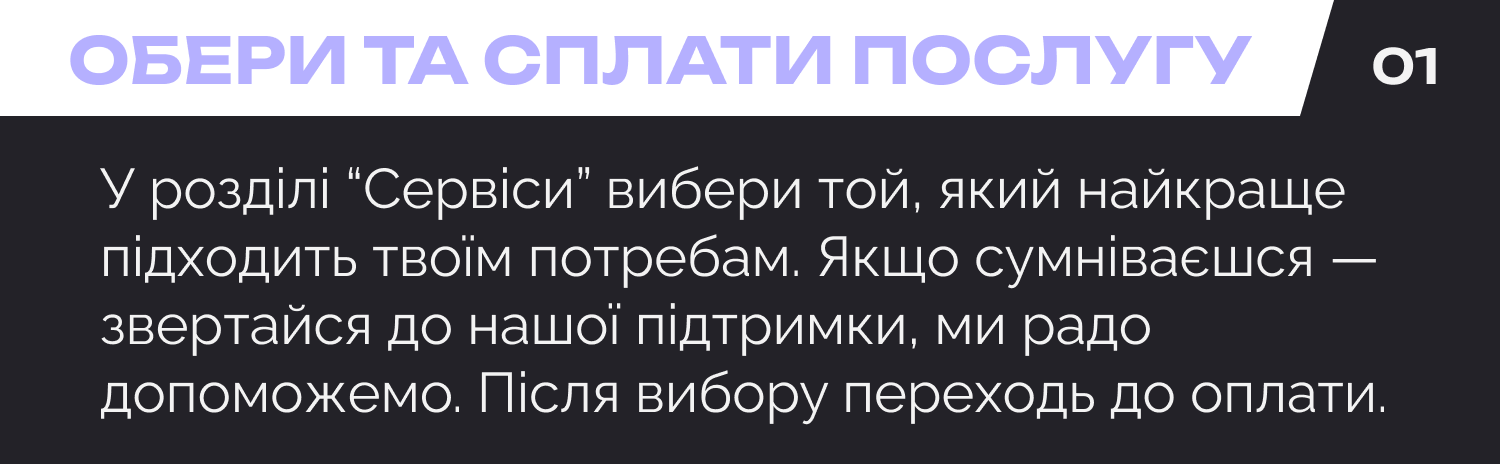 ОБЕРИ ТА СПЛАТИ ПОСЛУГУ
01
У розділі “Сервіси” вибери той, який найкраще
підходить твоїм потребам. Якщо сумніваєшся —
звертайся до нашої підтримки, ми радо
допоможемо. Після вибору переходь до оплати.